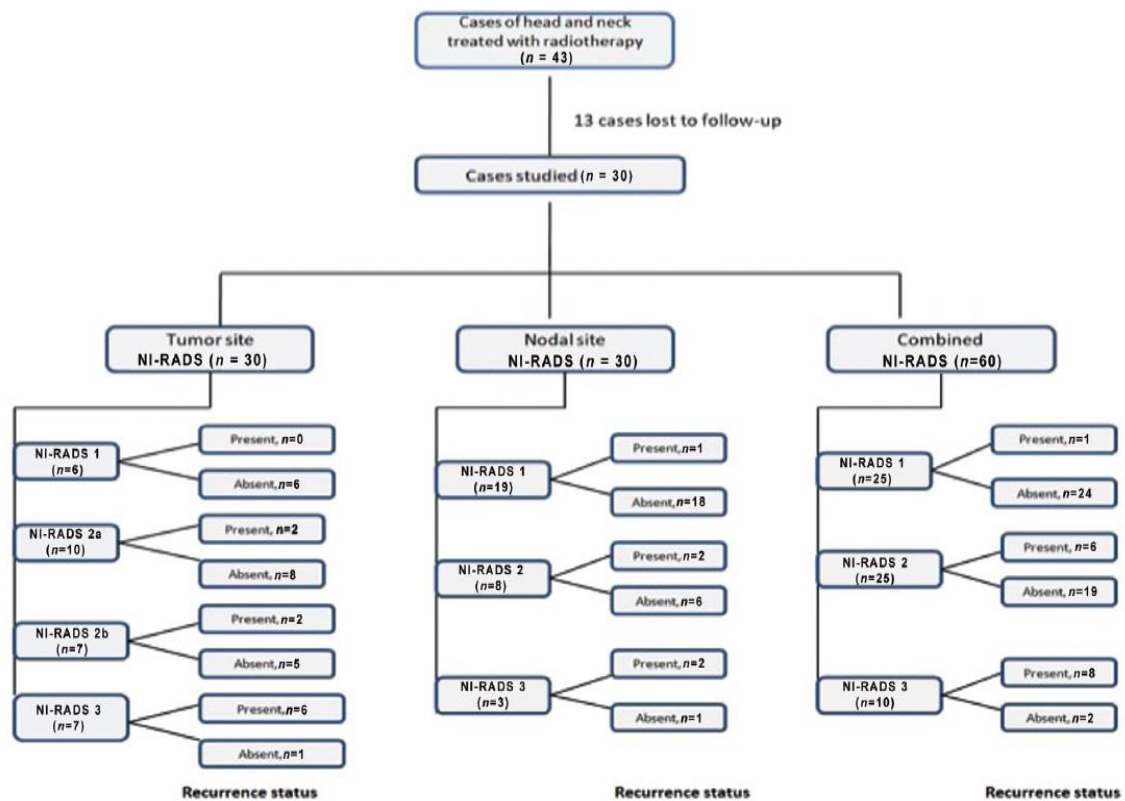 Cases of head and neck
treated with radiotherapy
(n = 43)
13 cases lost to follow-up
Cases studied (n = 30)
Tumor site
NI-RADS (n = 30)
NI-RADS 1
(n=6)
Present, n=0
Absent, n=6
NI-RADS 2a
(n=10)
Present, n=2
Absent, n=8
NI-RADS 2b
(n=7)
Present, n=2
Absent, n=5
NI-RADS 3
(n=7)
Present, n=6
Absent, n=1
Recurrence status
Nodal site
NI-RADS (n = 30)
NI-RADS 1
(n=19)
Present, n=1
Absent, n=18
NI-RADS 2
(n=8)
Present, n=2
Absent, n=6
NI-RADS 3
(n=3)
Present, n=2
Absent, n=1
Recurrence status
Combined
NI-RADS (n=60)
NI-RADS 1
(n=25)
Present, n=1
Absent, n=24
NI-RADS 2
(n=25)
Present, n=6
Absent, n=19
NI-RADS 3
(n=10)
Present, n=8
Absent, n=2
Recurrence status